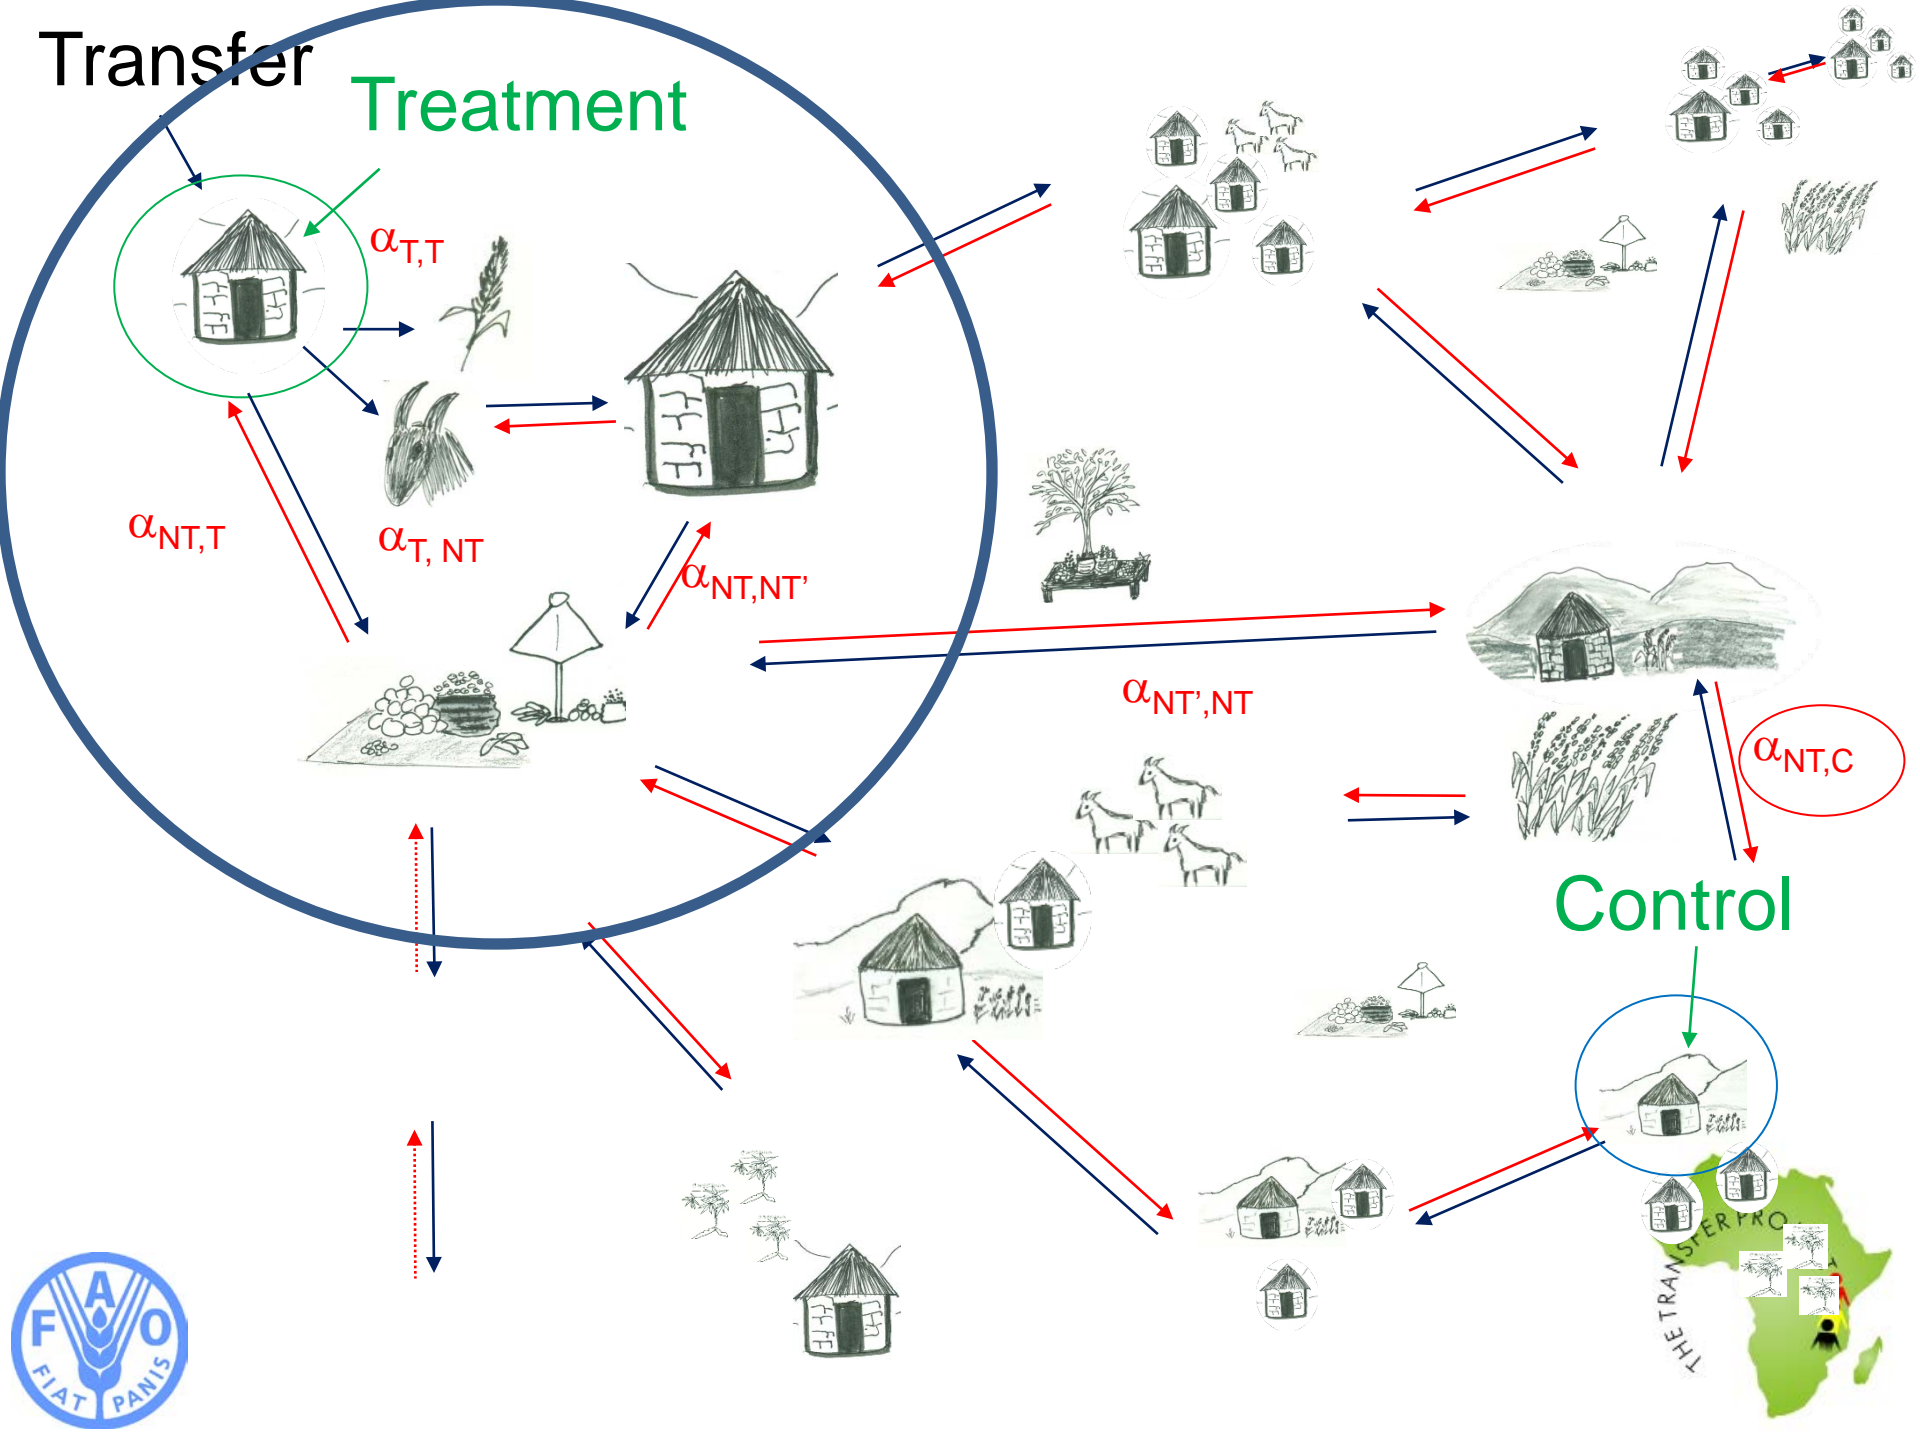 Transfer
Treatment
αT,T
αNT,T
αT, NT
αNT,NT’
αNT’,NT
αNT,C
Control
FAO
FIAT PANIS
THE TRANSFER PRO